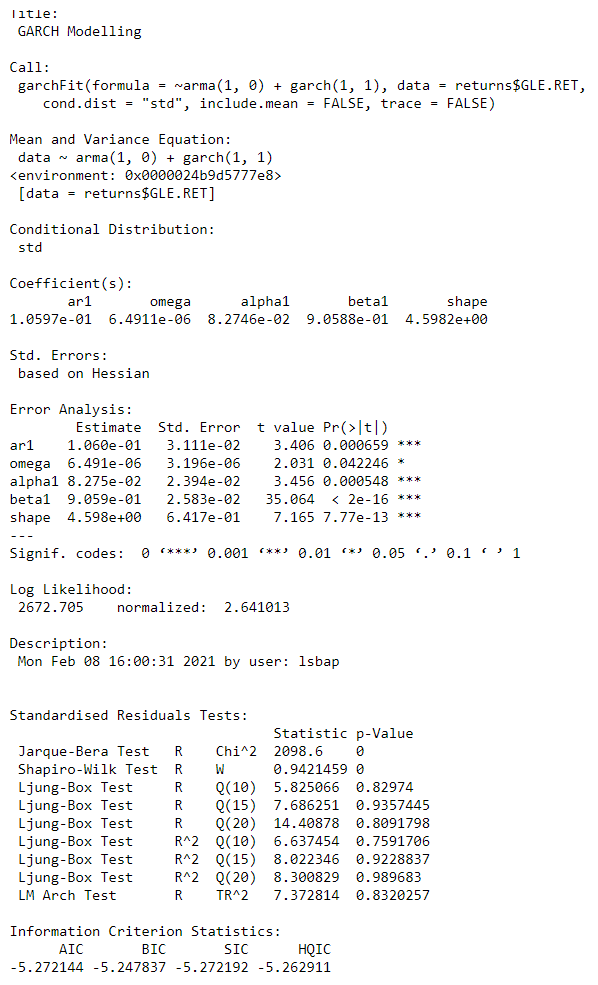 Title:
GARCH Modelling
Call:
garchFit(formula = ~arma(1, 0) + garch(1, 1), data = returns$GLE.RET,
cond.dist = "std", include.mean = FALSE, trace = FALSE)
Mean and Variance Equation:
data ~ arma(1, 0) + garch(1, 1)
<environment: 0x0000024b9d5777e8>
[data = returns$GLE.RET]
Conditional Distribution:
std
Coefficient(s):
ar1 omega alpha1 beta1 shape
1.0597e-01 6.4911e-06 8.2746e-02 9.0588e-01 4.5982e+00
Std. Errors:
based on Hessian
Error Analysis:
Estimate Std. Error t value Pr(>|t|)
ar1 1.060e-01 3.111e-02 3.406 0.000659 ***
omega 6.491e-06 3.196e-06 2.031 0.042246 *
alpha1 8.275e-02 2.394e-02 3.456 0.000548 ***
beta1 9.059e-01 2.583e-02 35.064 < 2e-16 ***
shape 4.598e+00 6.417e-01 7.165 7.77e-13 ***
---
Signif. codes: 0 ‘***’ 0.001 ‘**’ 0.01 ‘*’ 0.05 ‘.’ 0.1 ‘ ’ 1
Log Likelihood:
2672.705 normalized: 2.641013
Description:
Mon Feb 08 16:00:31 2021 by user: lsbap
Standardised Residuals Tests:
Statistic p-Value
Jarque-Bera Test R Chi^2 2098.6 0
Shapiro-Wilk Test R W 0.9421459 0
Ljung-Box Test R Q(10) 5.825066 0.82974
Ljung-Box Test R Q(15) 7.686251 0.9357445
Ljung-Box Test R Q(20) 14.40878 0.8091798
Ljung-Box Test R^2 Q(10) 6.637454 0.7591706
Ljung-Box Test R^2 Q(15) 8.022346 0.9228837
Ljung-Box Test R^2 Q(20) 8.300829 0.989683
LM Arch Test R TR^2 7.372814 0.8320257
Information Criterion Statistics:
AIC BIC SIC HQIC
-5.272144 -5.247837 -5.272192 -5.262911